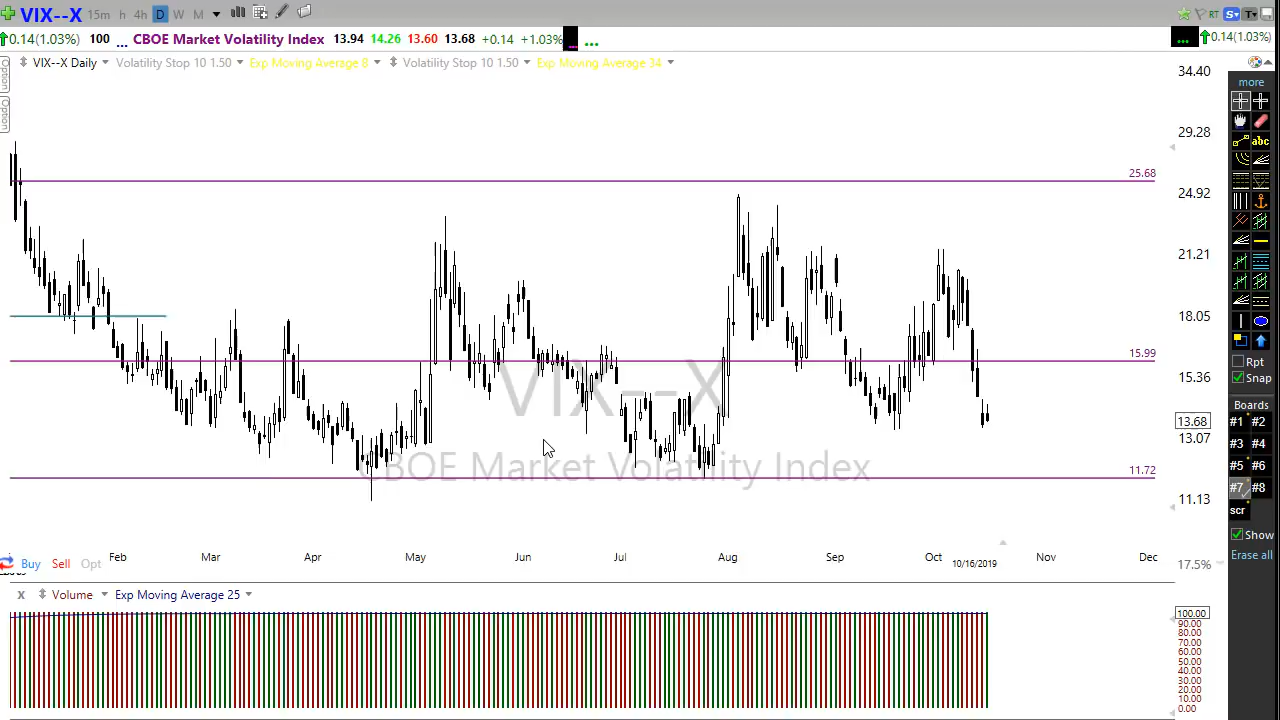 VIX--X 15m h 4h D W M RT S T
0.14(1.03%) 100 ... CBOE Market Volatility Index 13.94 14.26 13.60 13.68 +0.14 +1.03% ... ... 0.14(1.03%)
VIX--X Daily Volatility Stop 10 1.50 Exp Moving Average 8 Volatility Stop 10 1.50 Exp Moving Average 34
Option
Option
34.40
29.28
25.68
24.92
21.21
18.05
15.99
15.36
13.68
13.07
11.72
11.13
VIX--X
CBOE Market Volatility Index
Feb Mar Apr May Jun Jul Aug Sep Oct Nov Dec
10/16/2019
17.5%
Buy Sell Opt
X Volume Exp Moving Average 25
100.00
90.00
80.00
70.00
60.00
50.00
40.00
30.00
20.00
10.00
0.00
more
abc
Rpt
Snap
Boards
#1 #2
#3 #4
#5 #6
#7 #8
scr
Show
Erase all